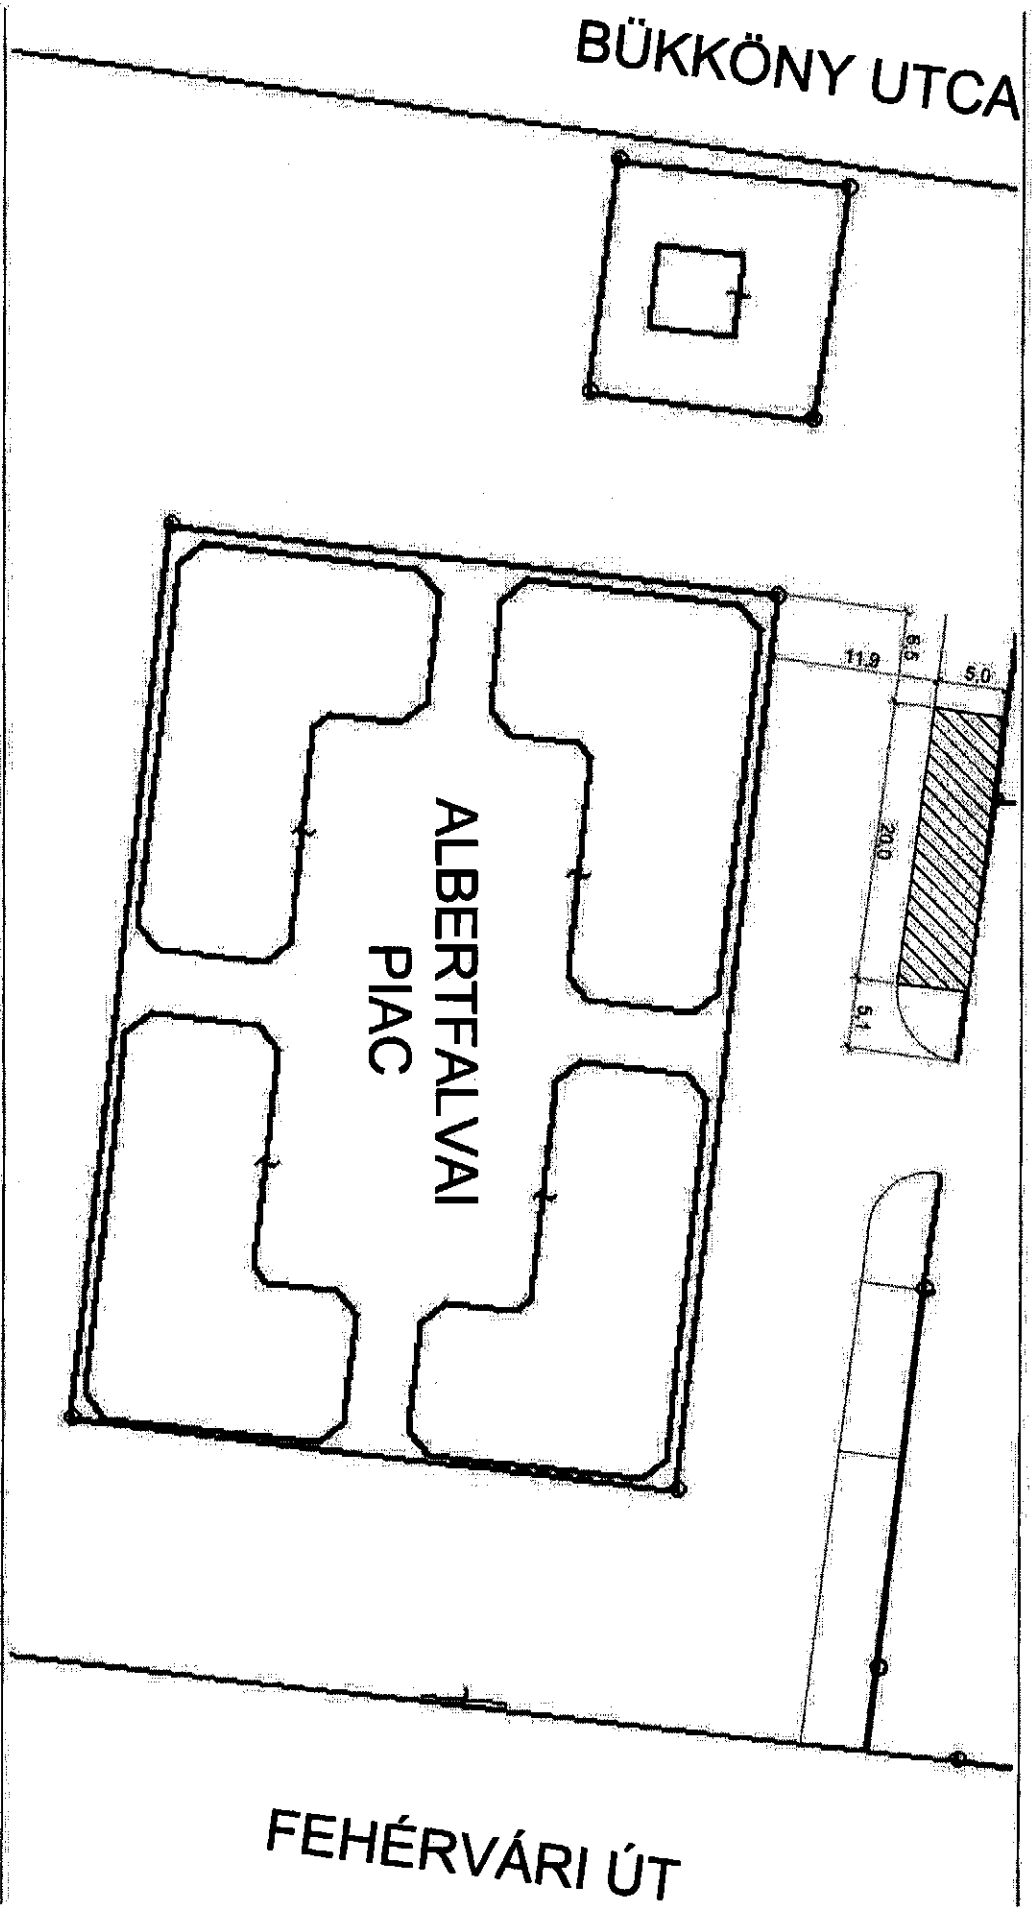 BÜKKÖNY UTCA
6,5
11,9
5,0
20,0
5,1
ALBERTFALVAI
PIAC
FEHÉRVÁRI ÚT